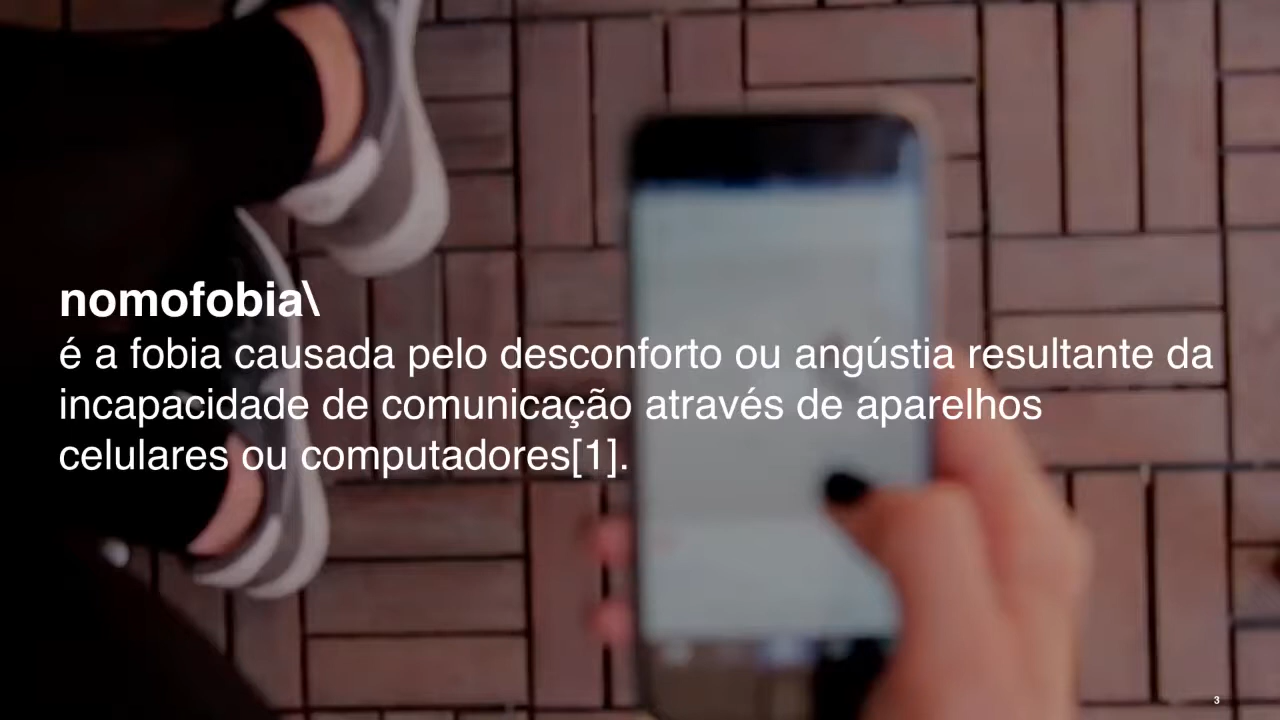 nomofobia\
é a fobia causada pelo desconforto ou angústia resultante da
incapacidade de comunicação através de aparelhos
celulares ou computadores[1].
3